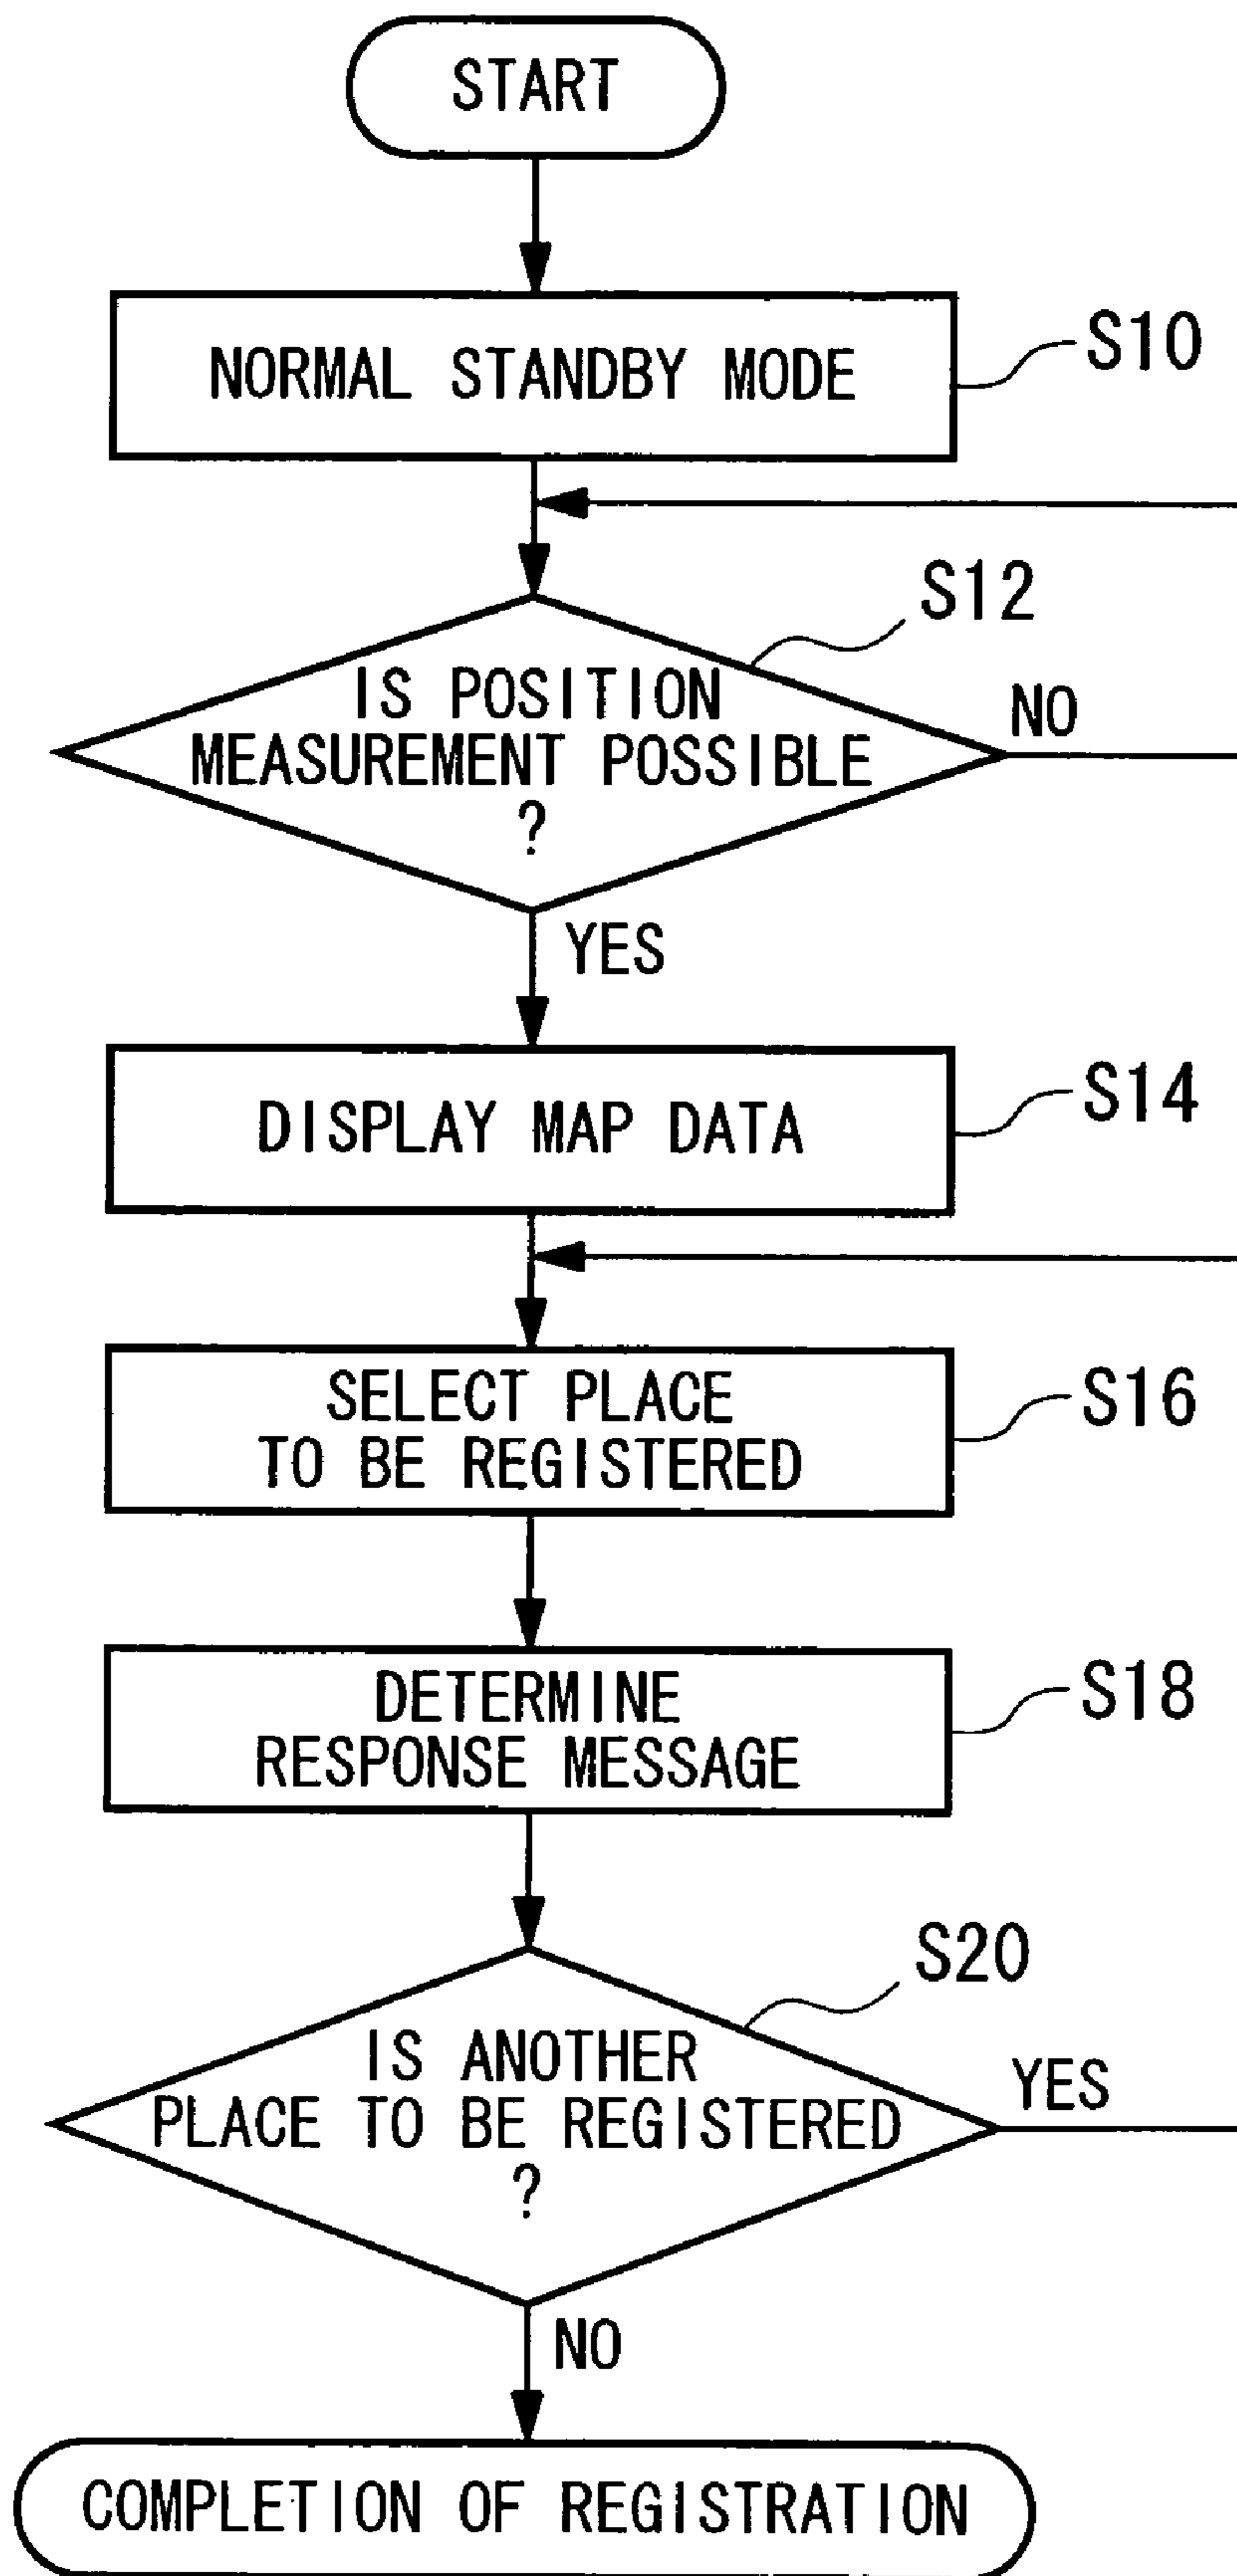 START
NORMAL STANDBY MODE
S10
S12
IS POSITION
MEASUREMENT POSSIBLE
?
NO
YES
DISPLAY MAP DATA
S14
SELECT PLACE
TO BE REGISTERED
S16
DETERMINE
RESPONSE MESSAGE
S18
S20
IS ANOTHER
PLACE TO BE REGISTERED
?
YES
NO
COMPLETION OF REGISTRATION